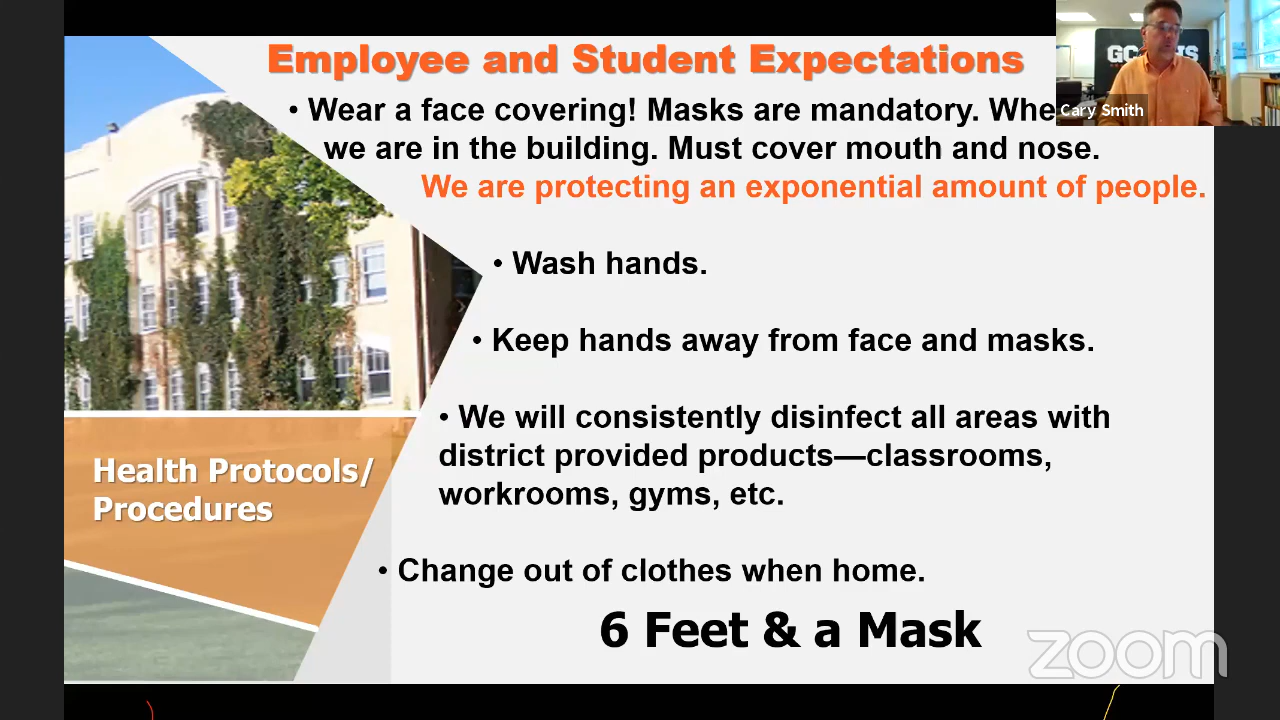 Employee and Student Expectations
• Wear a face covering! Masks are mandatory.
we are in the building. Must cover mouth and nose.
We are protecting an exponential amount of people.
• Wash hands.
• Keep hands away from face and masks.
• We will consistently disinfect all areas with
district provided products—classrooms,
workrooms, gyms, etc.
• Change out of clothes when home.
6 Feet & a Mask
Health Protocols/
Procedures
Cary Smith
zoom